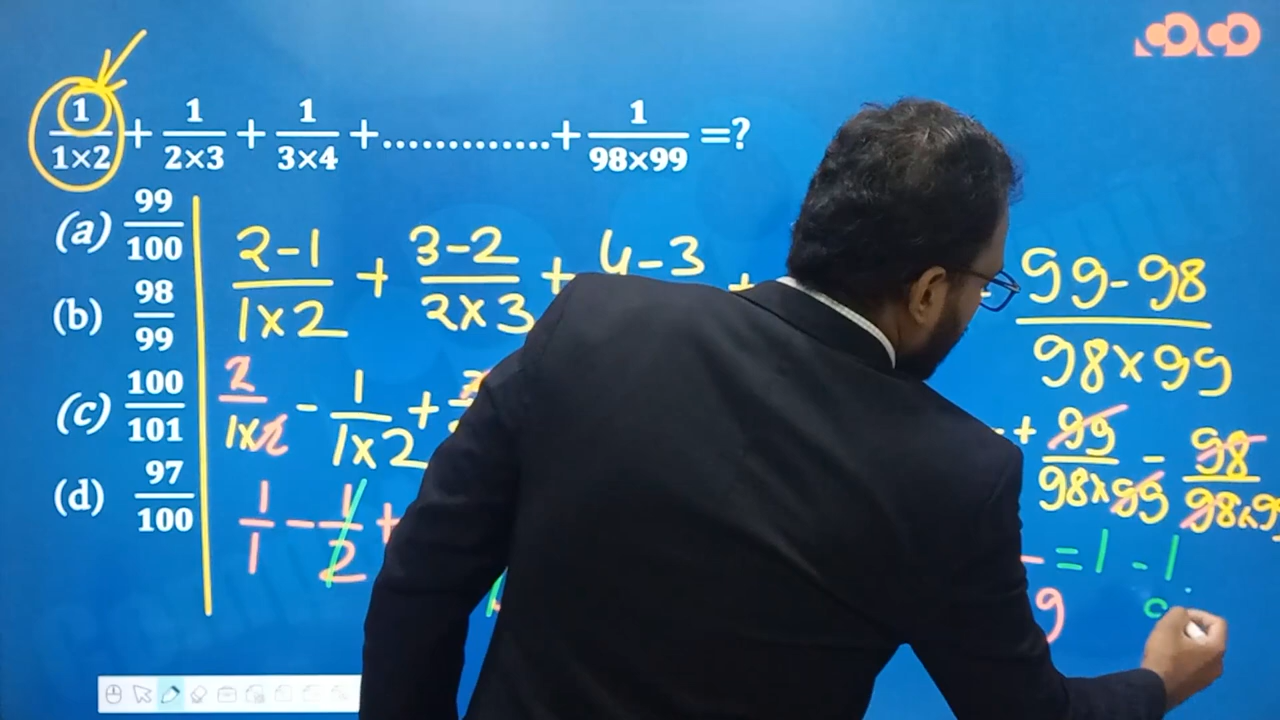 1/1×2 + 1/2×3 + 1/3×4 + ............. + 1/98×99 =?
(a) 99/100
(b) 98/99
(c) 100/101
(d) 97/100
2-1/1×2 + 3-2/2×3 + 4-3 + 99-98/98×99
2/1×2 - 1/1×2 + + 99/98×99 - 98/98×99
1/1 - 1/2 + 9 = 1 - 1